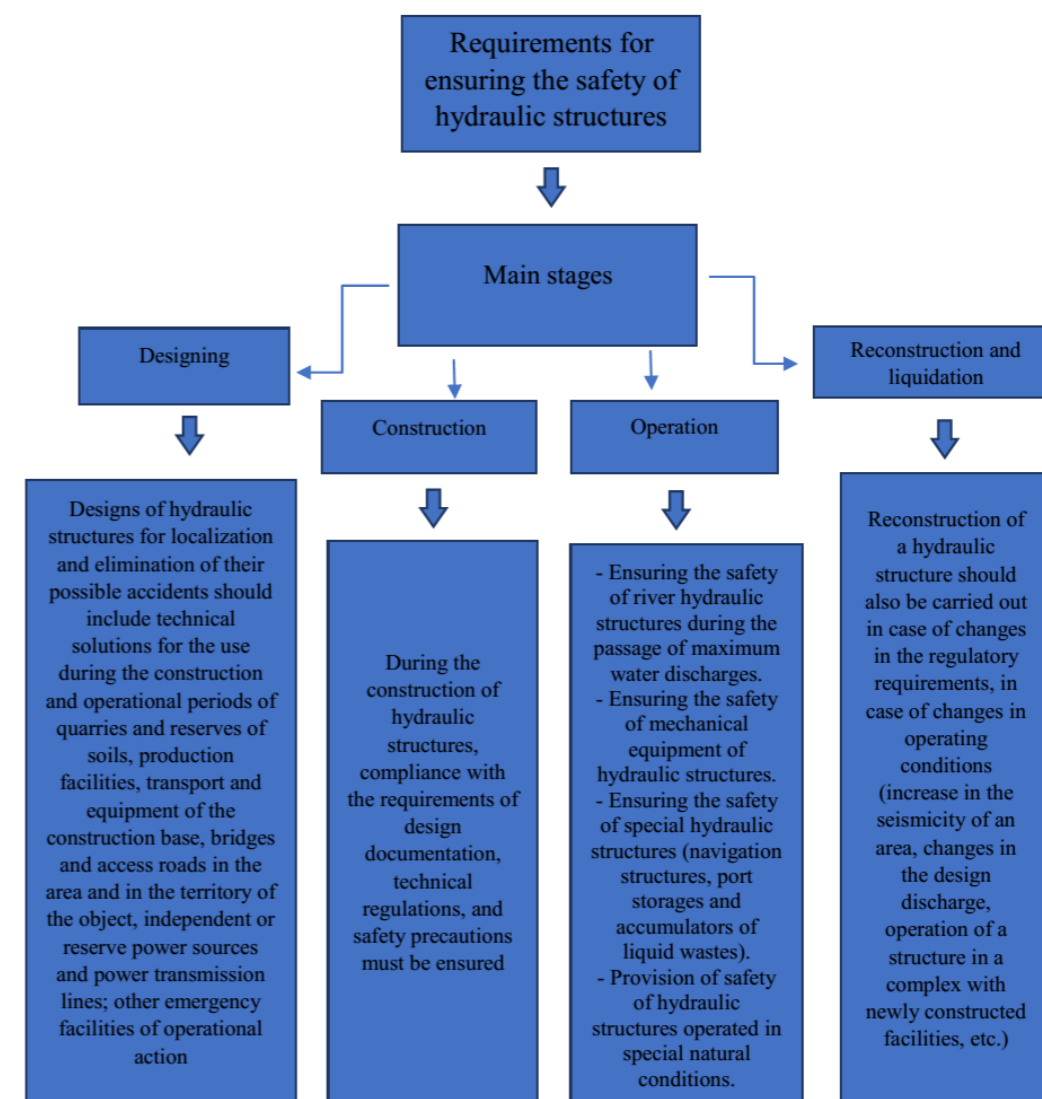 Requirements for
ensuring the safety of
hydraulic structures
Main stages
Designing
Reconstruction and
liquidation
Construction
Operation
Designs of hydraulic
structures for localization
and elimination of their
possible accidents should
include technical
solutions for the use
during the construction
and operational periods of
quarries and reserves of
soils, production
facilities, transport and
equipment of the
construction base, bridges
and access roads in the
area and in the territory of
the object, independent or
reserve power sources
and power transmission
lines; other emergency
facilities of operational
action
During the
construction of
hydraulic
structures,
compliance with
the requirements of
design
documentation,
technical
regulations, and
safety precautions
must be ensured
- Ensuring the safety
of river hydraulic
structures during the
passage of maximum
water discharges.
- Ensuring the safety
of mechanical
equipment of
hydraulic structures.
- Ensuring the safety
of special hydraulic
structures (navigation
structures, port
storages and
accumulators of
liquid wastes).
- Provision of safety
of hydraulic
structures operated in
special natural
conditions.
Reconstruction of
a hydraulic
structure should
also be carried out
in case of changes
in the regulatory
requirements, in
case of changes in
operating
conditions
(increase in the
seismicity of an
area, changes in
the design
discharge,
operation of a
structure in a
complex with
newly constructed
facilities, etc.)